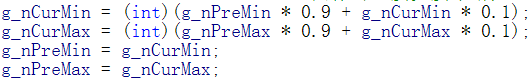 g_nCurMin = (int)(g_nPreMin * 0.9 + g_nCurMin * 0.1);
g_nCurMax = (int)(g_nPreMax * 0.9 + g_nCurMax * 0.1);
g_nPreMin = g_nCurMin;
g_nPreMax = g_nCurMax;